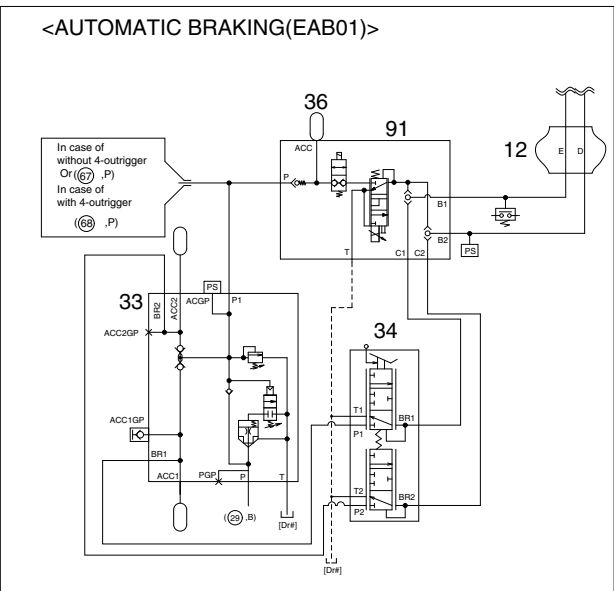 <AUTOMATIC BRAKING(EAB01)>
In case of
without 4-outrigger
Or(67 ,P)
In case of
with 4-outrigger
(68 ,P)
36
ACC
91
P
T
C1 C2
B1
B2
PS
12
E D
33
BR2
ACC2
PS
ACGP
P1
ACC2GP
ACC1GP
BR1
ACC1
PGP
P
T
(29 ,B)
[Dr#]
34
T1
P1
BR1
T2
P2
BR2
[Dr#]